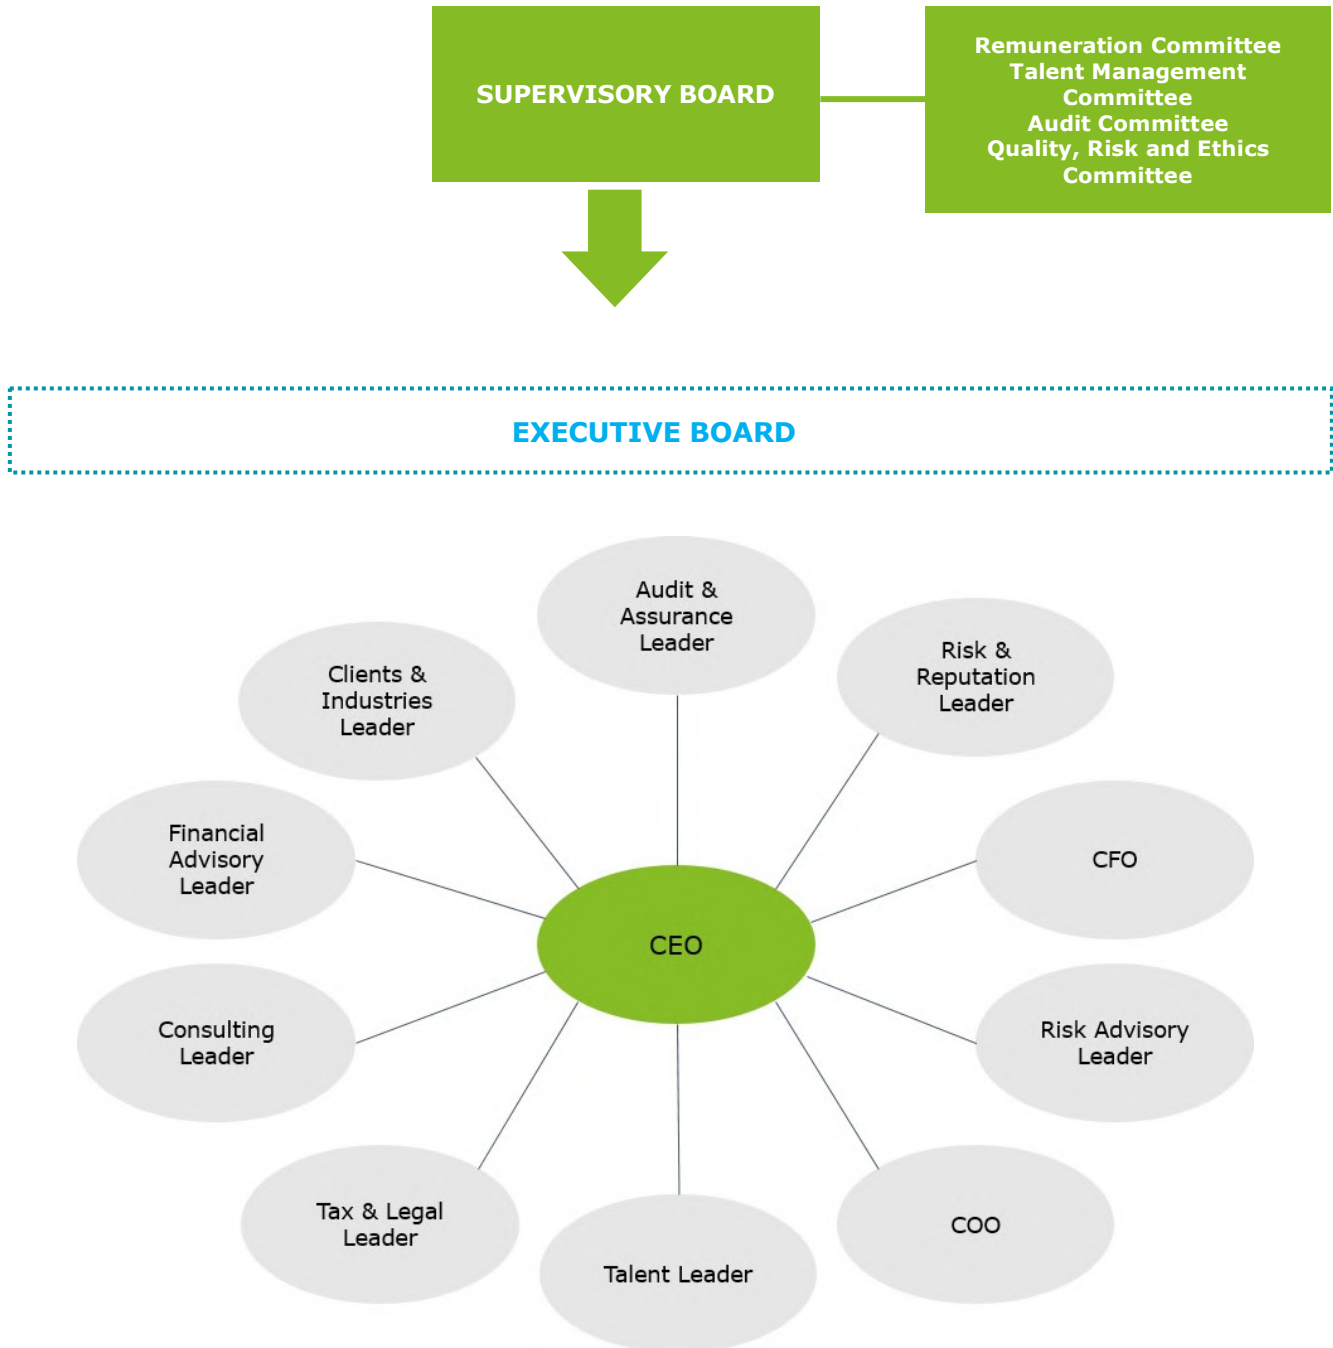 SUPERVISORY BOARD
Remuneration Committee
Talent Management
Committee
Audit Committee
Quality, Risk and Ethics
Committee
EXECUTIVE BOARD
Audit &
Assurance
Leader
Risk &
Reputation
Leader
Clients &
Industries
Leader
Financial
Advisory
Leader
CFO
CEO
Consulting
Leader
Risk Advisory
Leader
Tax & Legal
Leader
COO
Talent Leader